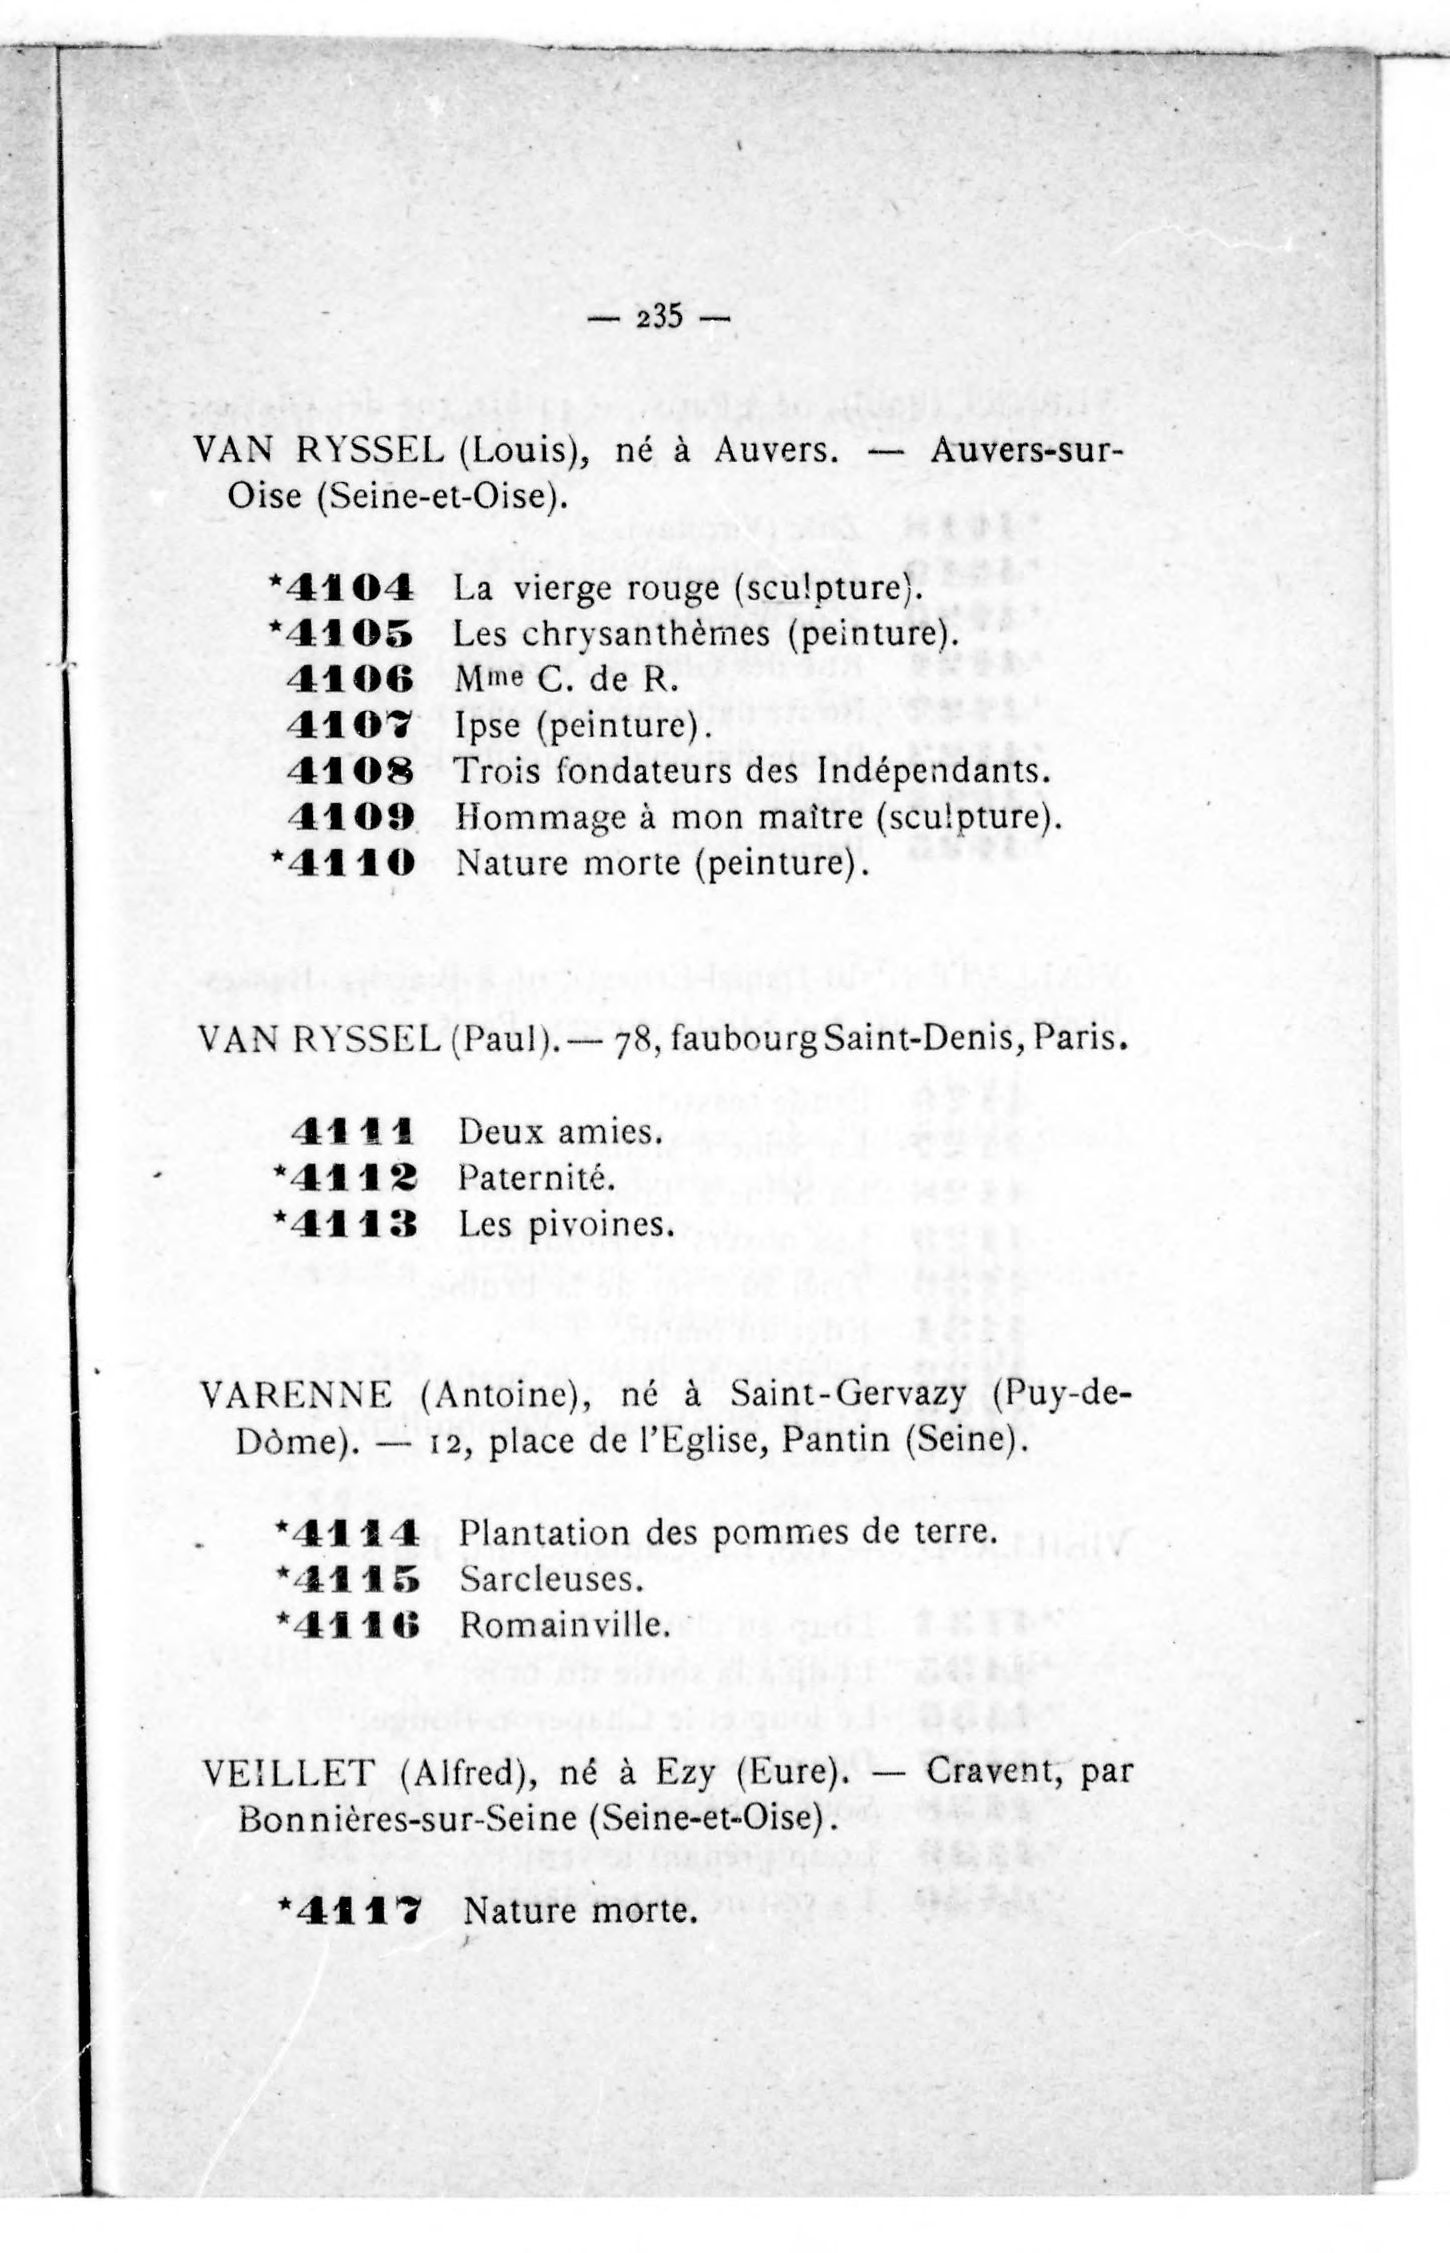 — 235 —
VAN RYSSEL (Louis), né à Auvers. — Auvers-sur-
Oise (Seine-et-Oise).
*4104 La vierge rouge (sculpture).
*4105 Les chrysanthèmes (peinture).
4106 Mme C. de R.
4107 Ipse (peinture).
4108 Trois fondateurs des Indépendants.
4109 Hommage à mon maître (sculpture).
*4110 Nature morte (peinture).
VAN RYSSEL (Paul). — 78, faubourg Saint-Denis, Paris.
4111 Deux amies.
*4112 Paternité.
*4113 Les pivoines.
VARENNE (Antoine), né à Saint-Gervazy (Puy-de-
Dôme). — 12, place de l'Eglise, Pantin (Seine).
*4114 Plantation des pommes de terre.
*4115 Sarcleuses.
*4116 Romainville.
VEILLET (Alfred), né à Ezy (Eure). — Cravent, par
Bonnières-sur-Seine (Seine-et-Oise).
*4117 Nature morte.